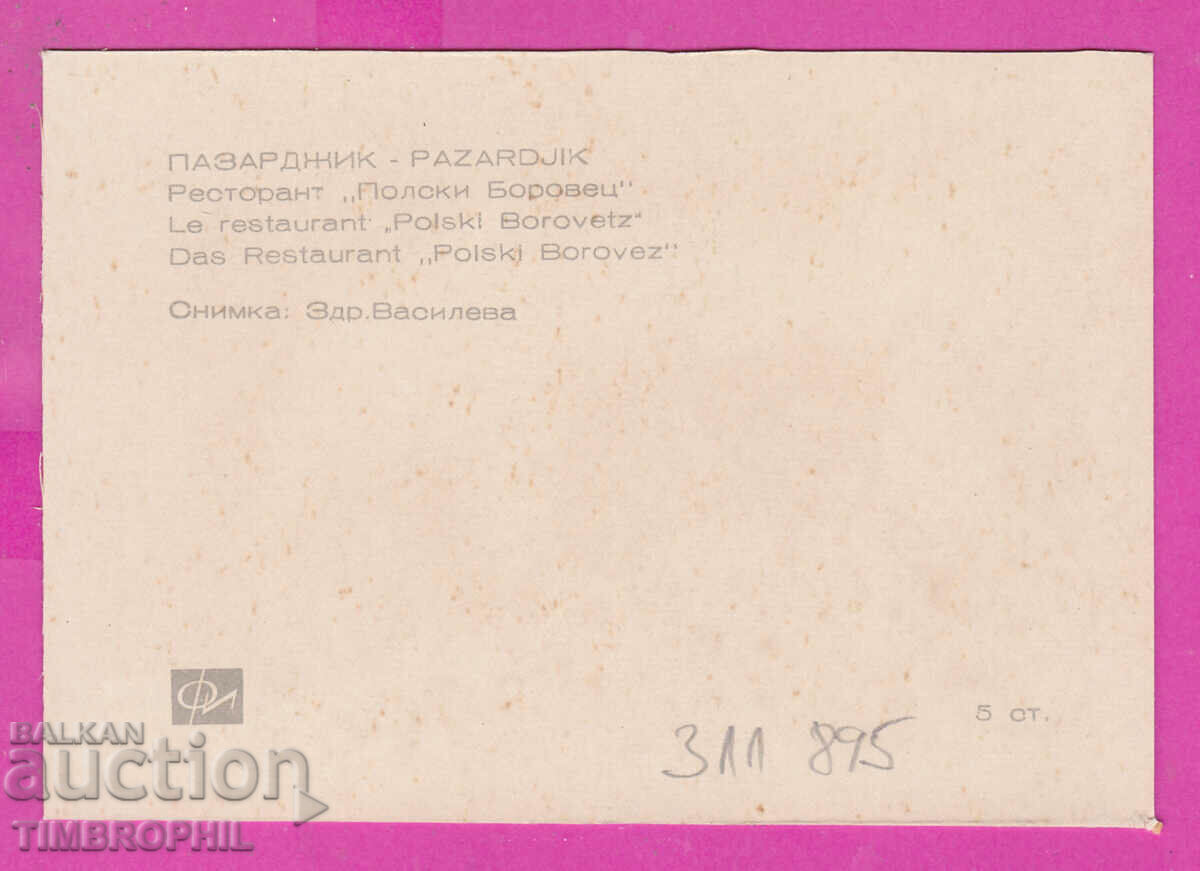 ПАЗАРДЖИК - PAZARDJIK
Ресторант ,,Полски Боровец"
Le restaurant „Polski Borovetz"
Das Restaurant ,,Polski Borovez"
Снимка: Здр.Василева
ФИ
5 ст.
311 895
BALKAN
auction
TIMBROPHIL